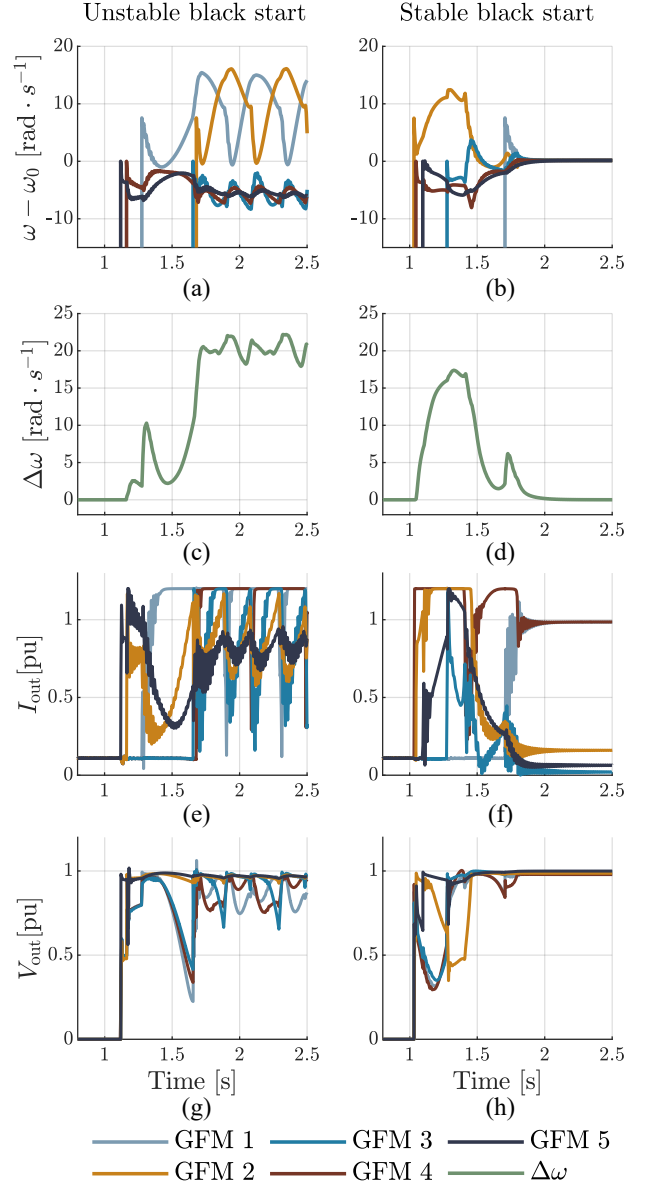 Unstable black start
Stable black start
ω − ω₀ [rad · s⁻¹]
20
10
0
-10
1
1.5
2
2.5
(a)
20
10
0
-10
1
1.5
2
2.5
(b)
Δω [rad · s⁻¹]
25
20
15
10
5
0
1
1.5
2
2.5
(c)
25
20
15
10
5
0
1
1.5
2
2.5
(d)
I_out[pu]
1
0.5
0
1
1.5
2
2.5
(e)
1
0.5
0
1
1.5
2
2.5
(f)
V_out[pu]
1
0.5
0
1
1.5
2
2.5
Time [s]
(g)
1
0.5
0
1
1.5
2
2.5
Time [s]
(h)
GFM 1
GFM 3
GFM 5
GFM 2
GFM 4
Δω